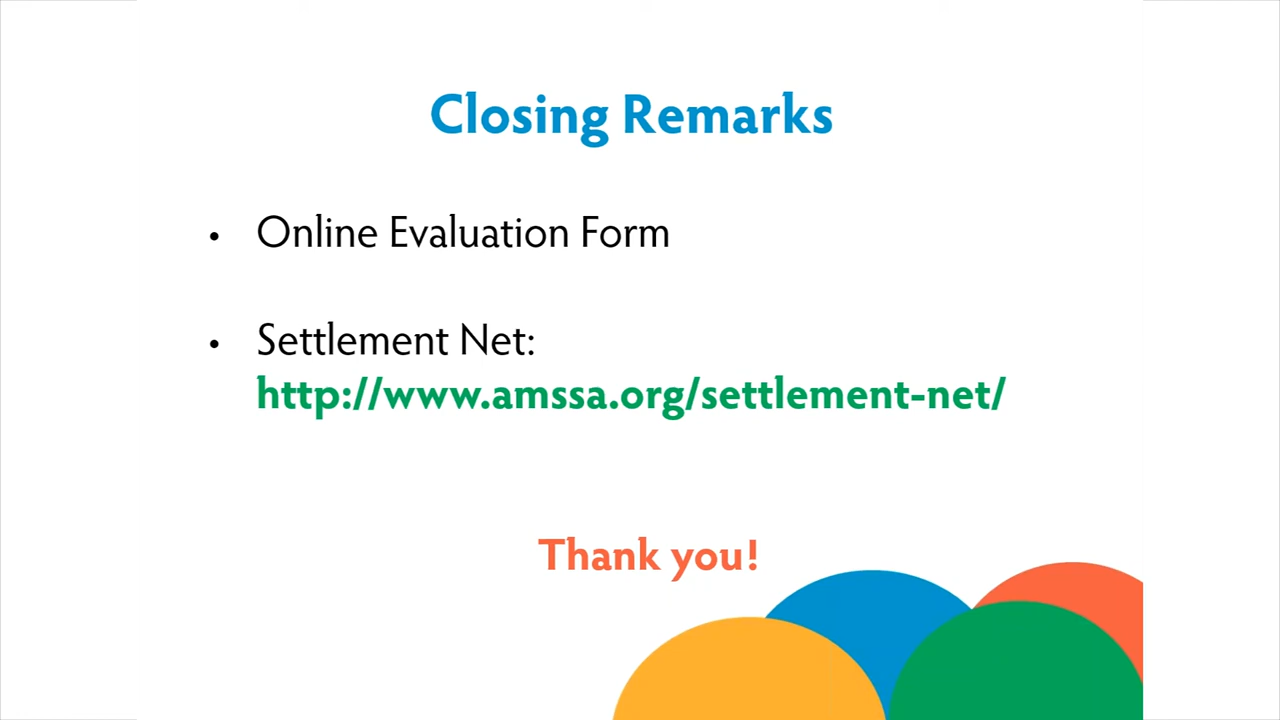 Closing Remarks
• Online Evaluation Form
• Settlement Net:
http://www.amssa.org/settlement-net/
Thank you!